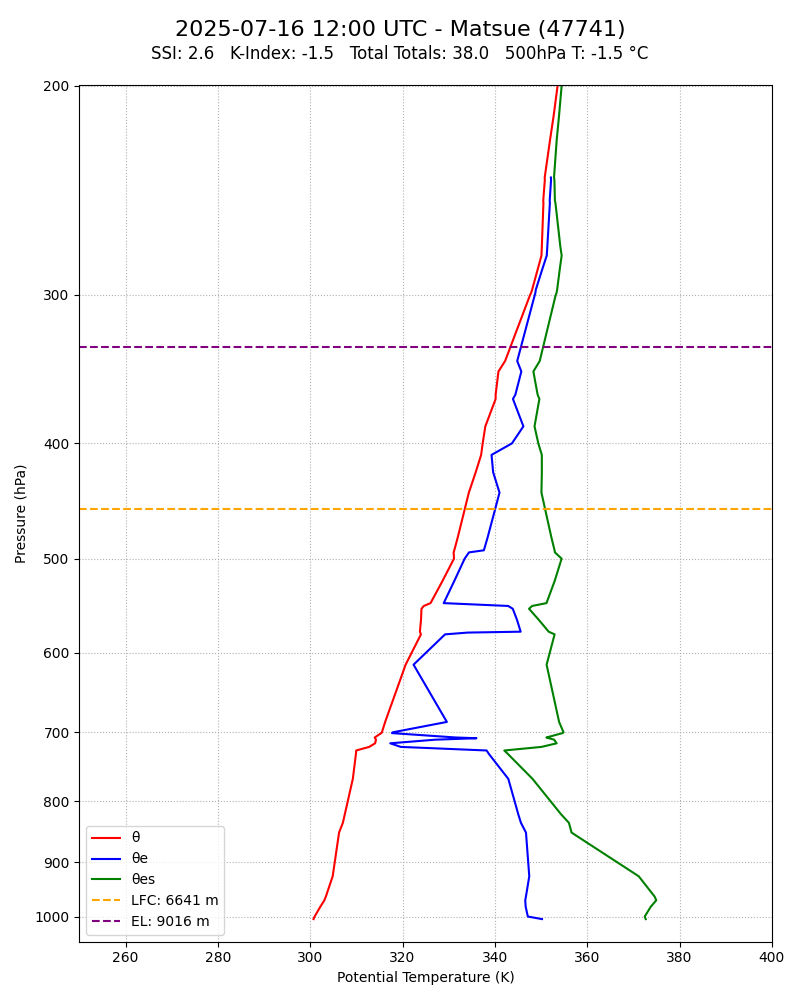 2025-07-16 12:00 UTC - Matsue (47741)
SSI: 2.6   K-Index: -1.5   Total Totals: 38.0   500hPa T: -1.5 °C
200
300
400
500
600
700
800
900
1000
Pressure (hPa)
θ
θe
θes
LFC: 6641 m
EL: 9016 m
260 280 300 320 340 360 380 400
Potential Temperature (K)